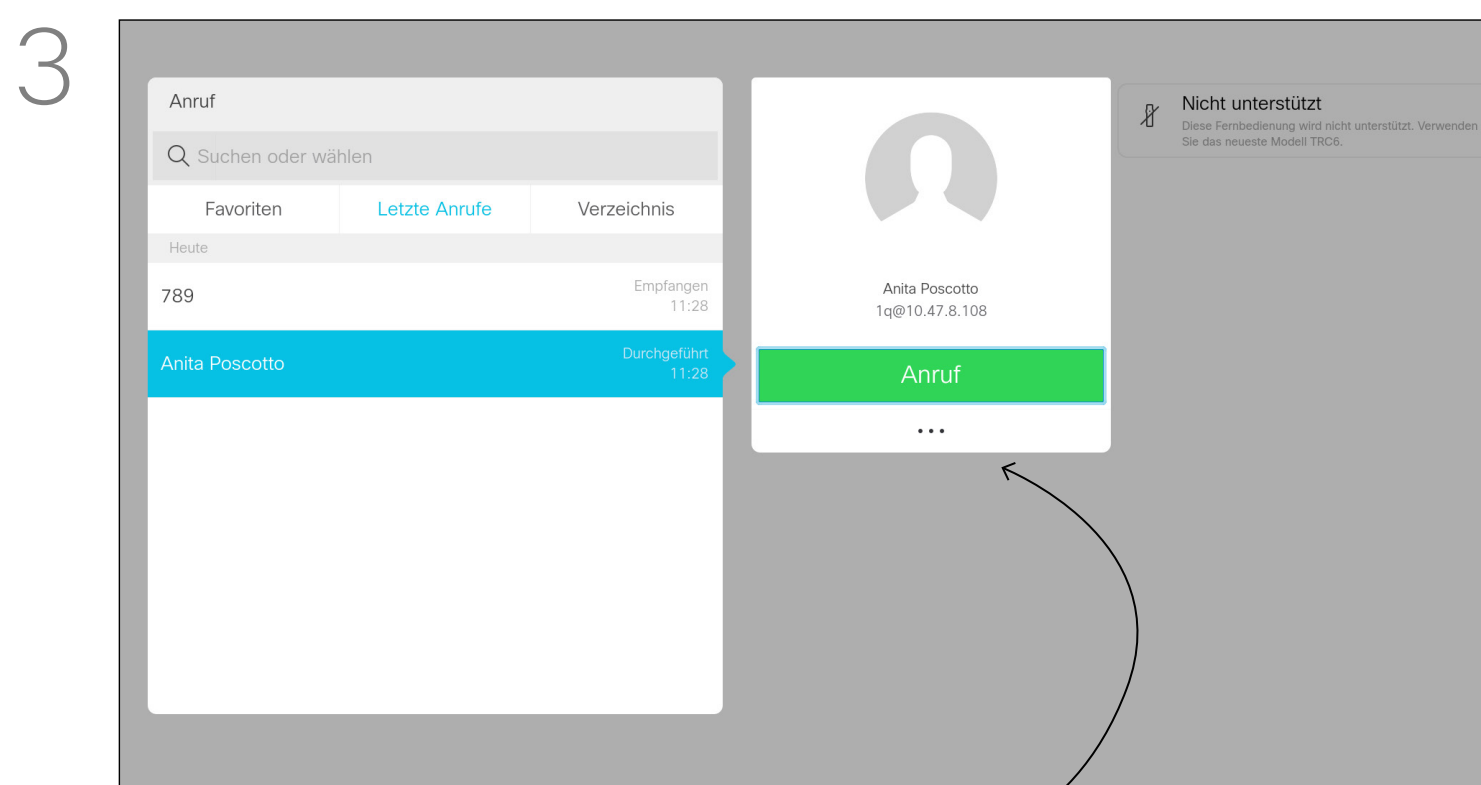 3
Anruf
Suchen oder wählen
Favoriten Letzte Anrufe Verzeichnis
Heute
789
Empfangen
11:28
Anita Poscotto
Durchgeführt
11:28
Anita Poscotto
1q@10.47.8.108
Anruf
...
Nicht unterstützt
Diese Fernbedienung wird nicht unterstützt. Verwenden
Sie das neueste Modell TRC6.